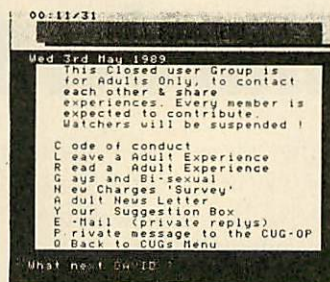 00:11/31
Wed 3rd May 1989
This Closed user Group is
for Adults Only, to contact
each other & share
experiences. Every member is
expected to contribute.
Watchers will be suspended !
C ode of conduct
L eave a Adult Experience
R ead a Adult Experience
G ays and Bi-sexual
N ew Charges 'Survey'
A dult News Letter
Y our Suggestion Box
E -Mail (private replys)
P rivate message to the CUG-OP
0 Back to CUGs Menu
What next DAVID ?